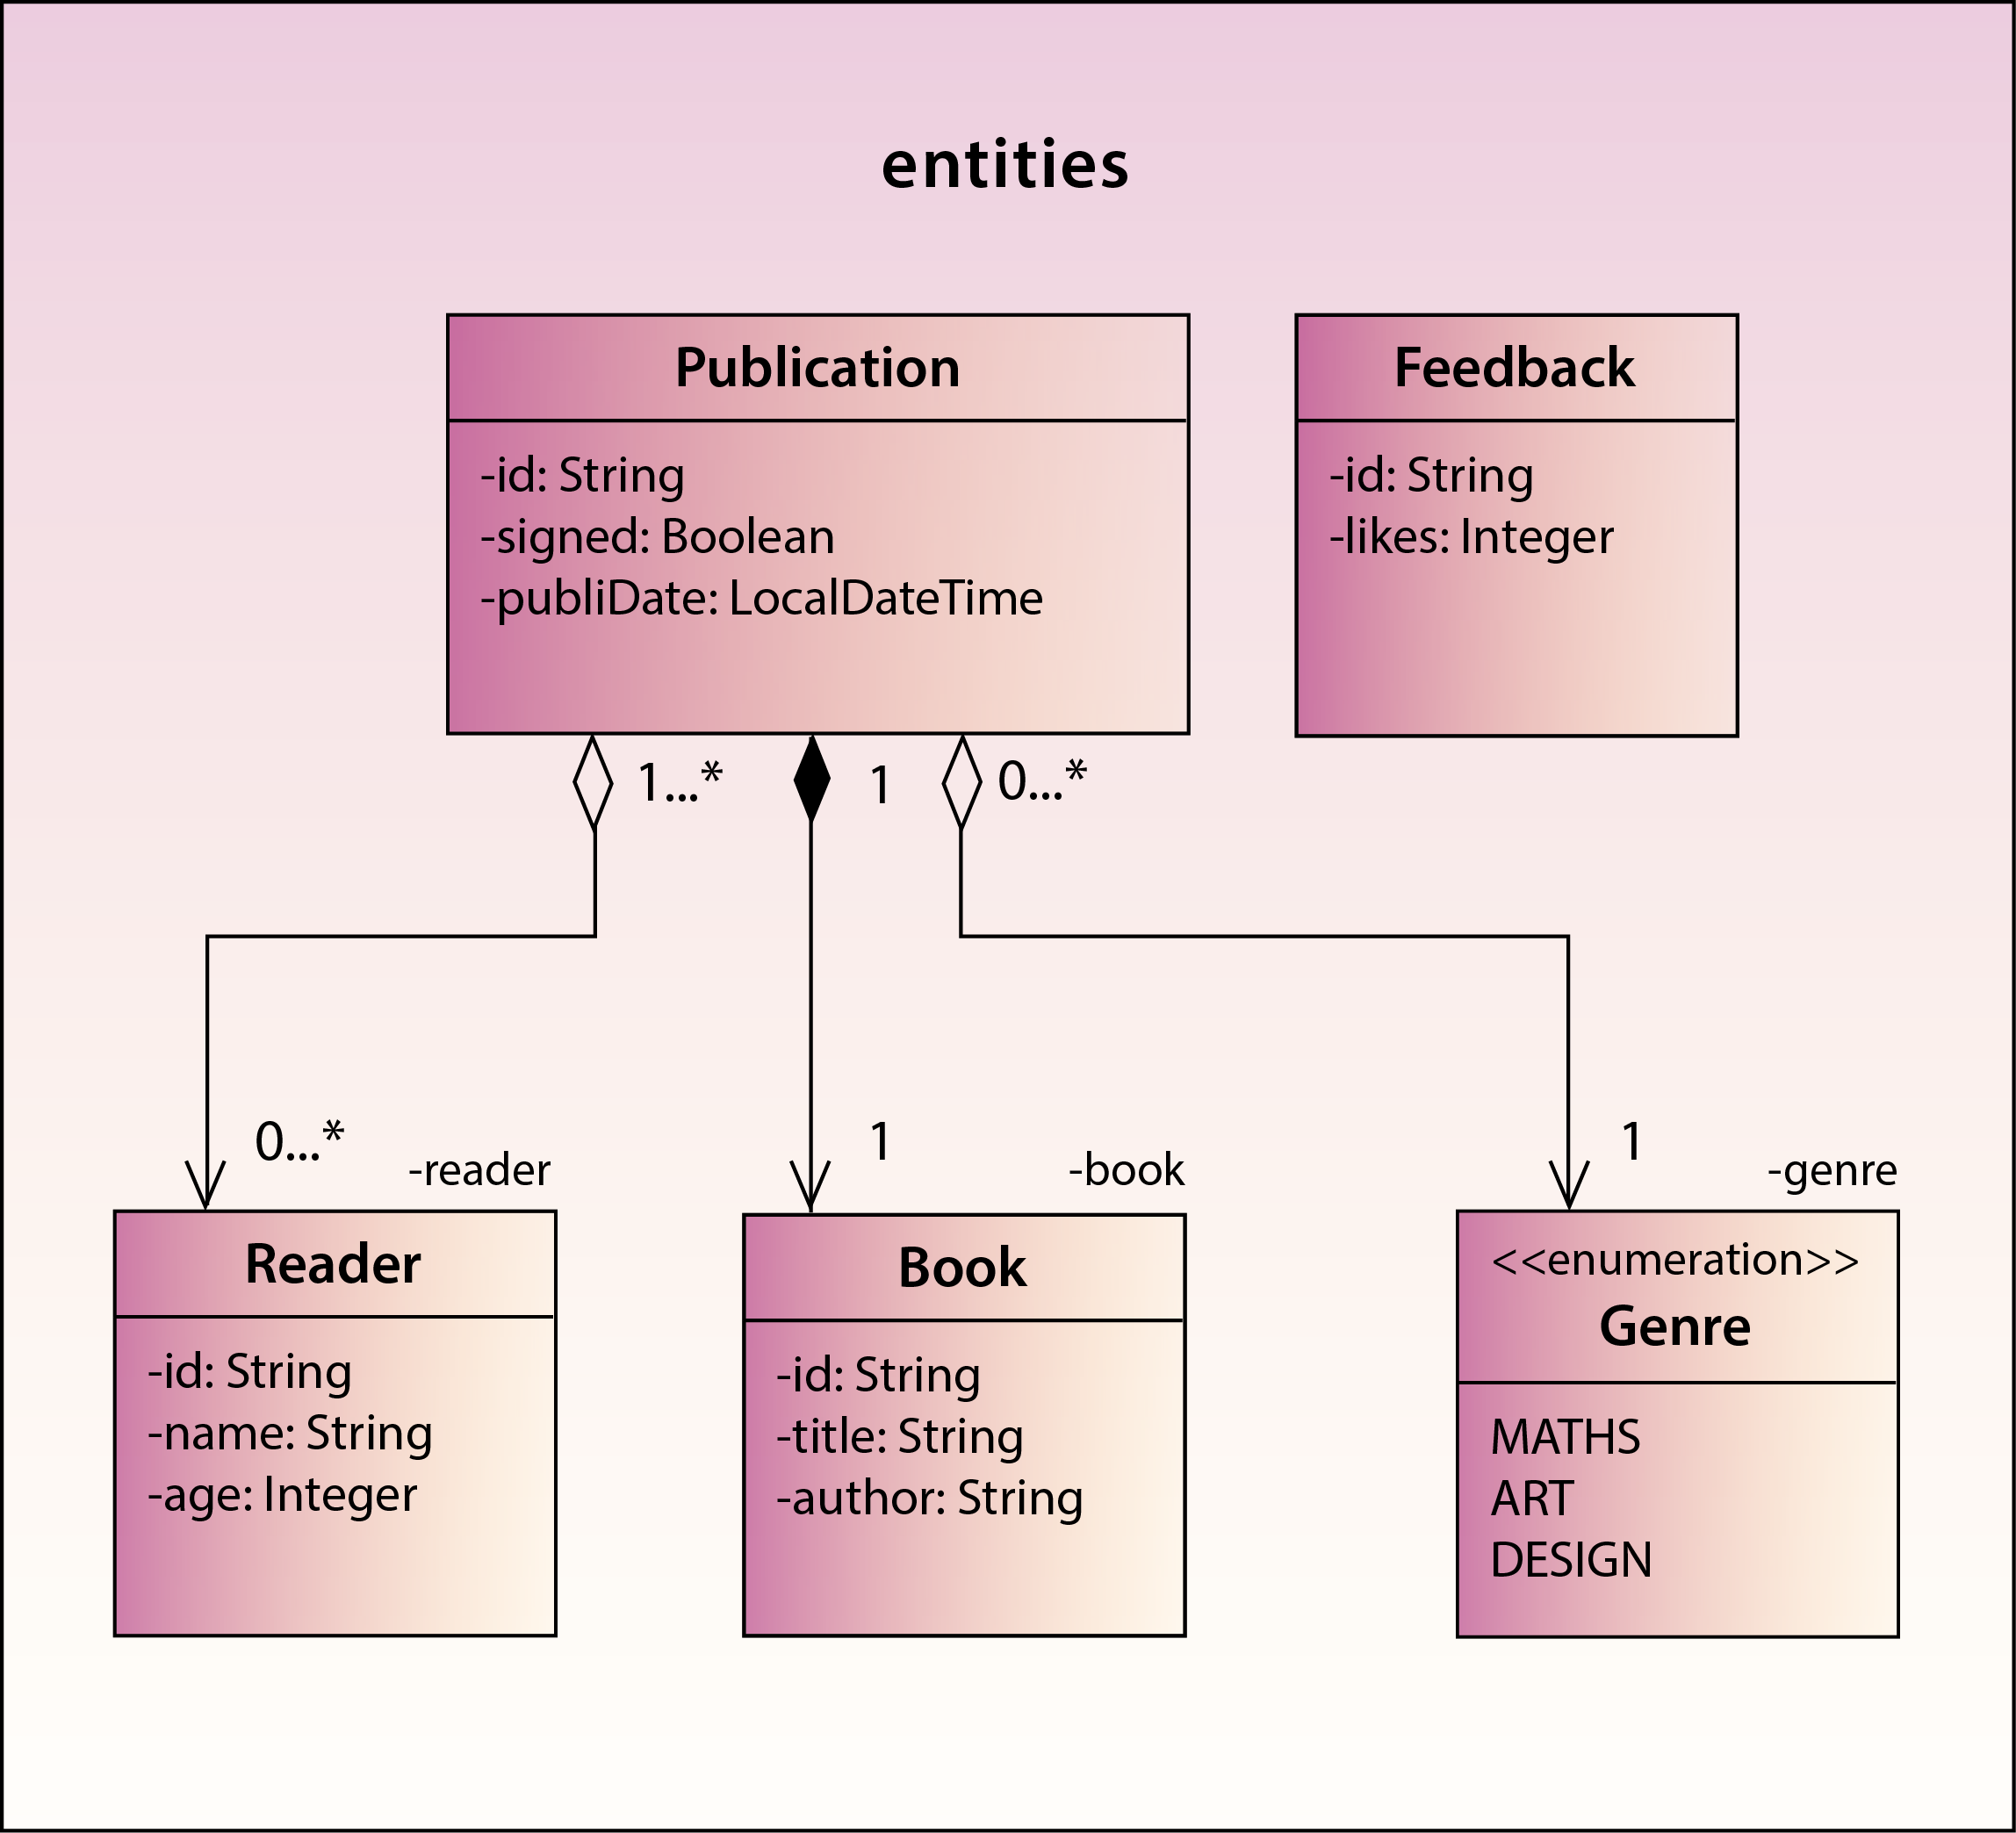 entities
Publication
-id: String
-signed: Boolean
-publiDate: LocalDateTime
Feedback
-id: String
-likes: Integer
1...*
1
0...*
0...*
-reader
1
-book
1
-genre
Reader
-id: String
-name: String
-age: Integer
Book
-id: String
-title: String
-author: String
<<enumeration>>
Genre
MATHS
ART
DESIGN